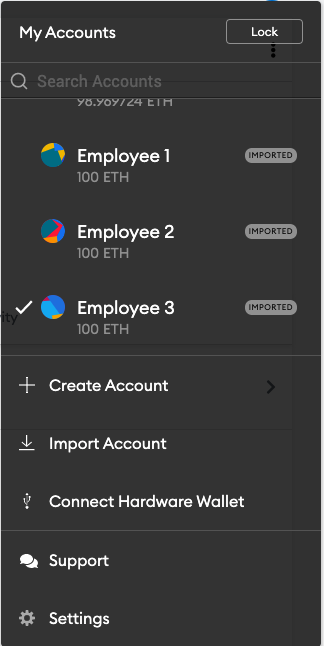 My Accounts
Lock
Search Accounts
98.969724 ETH
Employee 1
IMPORTED
100 ETH
Employee 2
IMPORTED
100 ETH
Employee 3
IMPORTED
100 ETH
Create Account
Import Account
Connect Hardware Wallet
Support
Settings